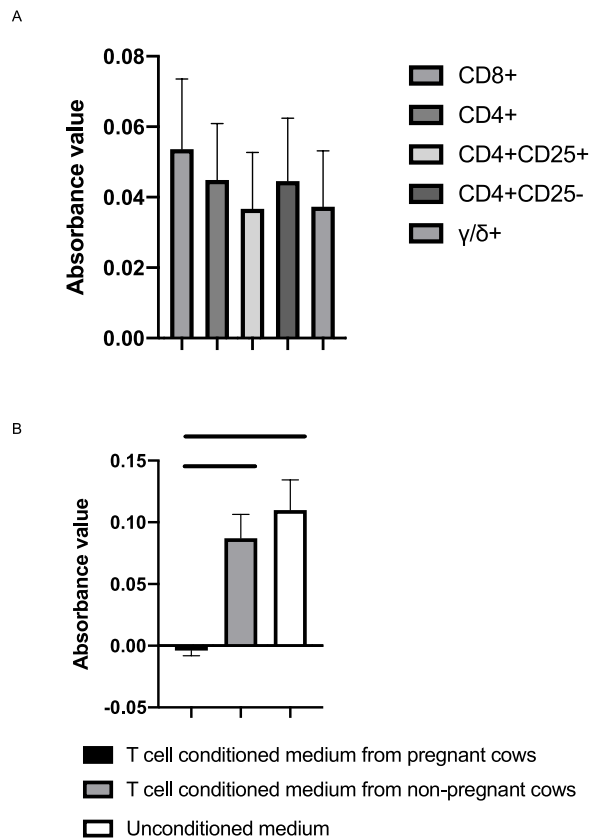 A
0.08
0.06
0.04
0.02
0.00
Absorbance value
CD8+
CD4+
CD4+CD25+
CD4+CD25-
γ/δ+
B
0.15
0.10
0.05
0.00
-0.05
Absorbance value
T cell conditioned medium from pregnant cows
T cell conditioned medium from non-pregnant cows
Unconditioned medium